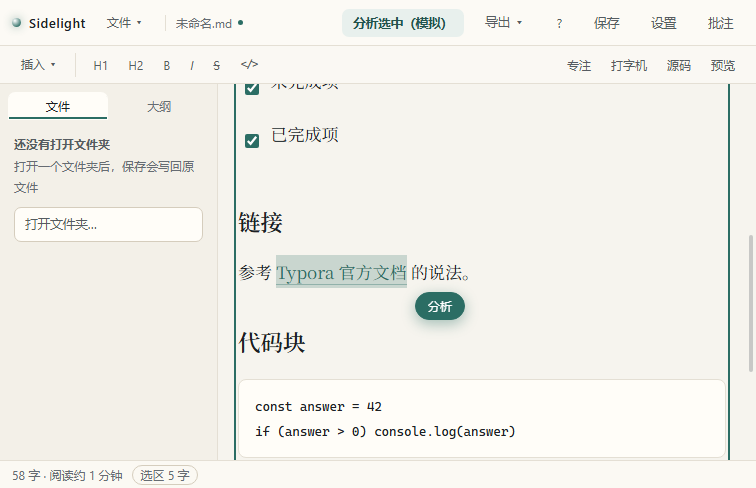 Sidelight 文件 未命名.md 分析选中（模拟） 导出 ? 保存 设置 批注
插入 H1 H2 B I S </> 专注 打字机 源码 预览
文件 大纲
还没有打开文件夹
打开一个文件夹后，保存会写回原
文件
打开文件夹…
未完成项
已完成项
链接
参考 Typora 官方文档 的说法。
分析
代码块
const answer = 42
if (answer > 0) console.log(answer)
58 字 · 阅读约 1 分钟 选区 5 字